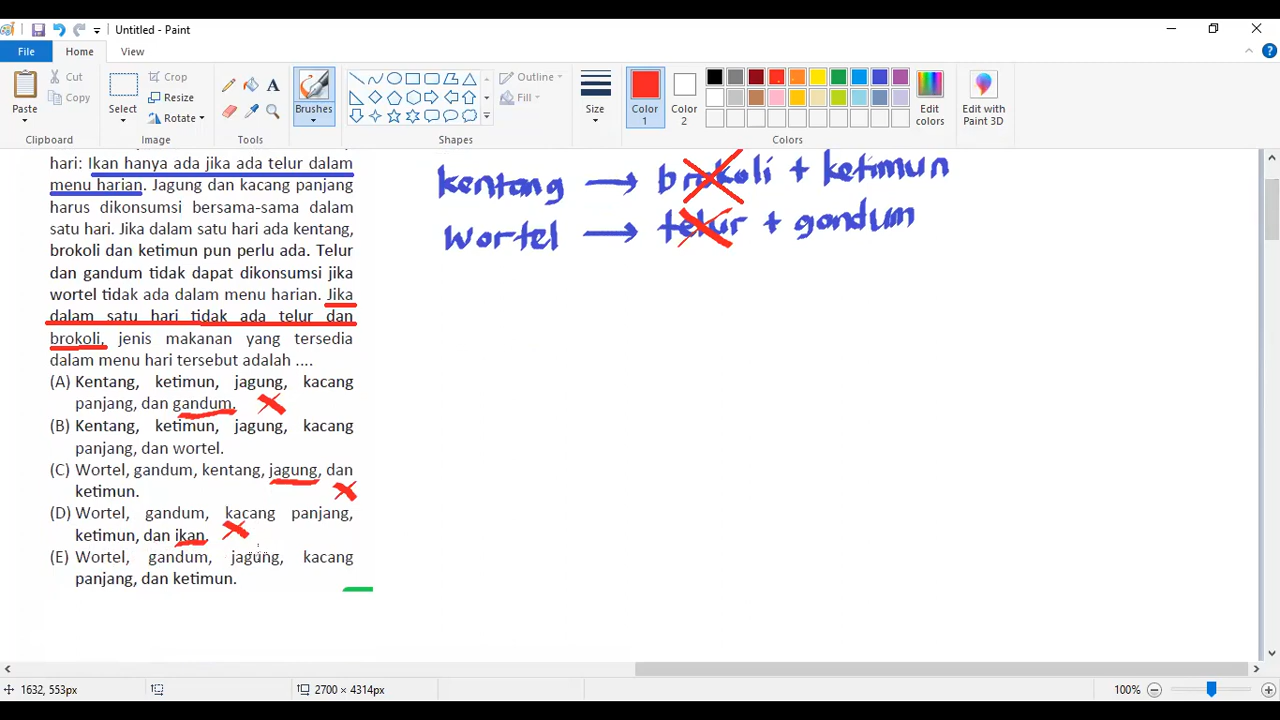 Untitled - Paint
File
Home
View
Paste
Cut
Copy
Clipboard
Select
Crop
Resize
Rotate
Image
Tools
Brushes
Shapes
Outline
Fill
Size
Color 1
Color 2
Colors
Edit colors
Edit with Paint 3D
hari: Ikan hanya ada jika ada telur dalam
menu harian. Jagung dan kacang panjang
harus dikonsumsi bersama-sama dalam
satu hari. Jika dalam satu hari ada kentang,
brokoli dan ketimun pun perlu ada. Telur
dan gandum tidak dapat dikonsumsi jika
wortel tidak ada dalam menu harian. Jika
dalam satu hari tidak ada telur dan
brokoli, jenis makanan yang tersedia
dalam menu hari tersebut adalah ....
(A) Kentang, ketimun, jagung, kacang
panjang, dan gandum.
(B) Kentang, ketimun, jagung, kacang
panjang, dan wortel.
(C) Wortel, gandum, kentang, jagung, dan
ketimun.
(D) Wortel, gandum, kacang panjang,
ketimun, dan ikan.
(E) Wortel, gandum, jagung, kacang
panjang, dan ketimun.
kentang → brokoli + ketimun
wortel → telur + gandum
1632, 553px
2700 × 4314px
100%